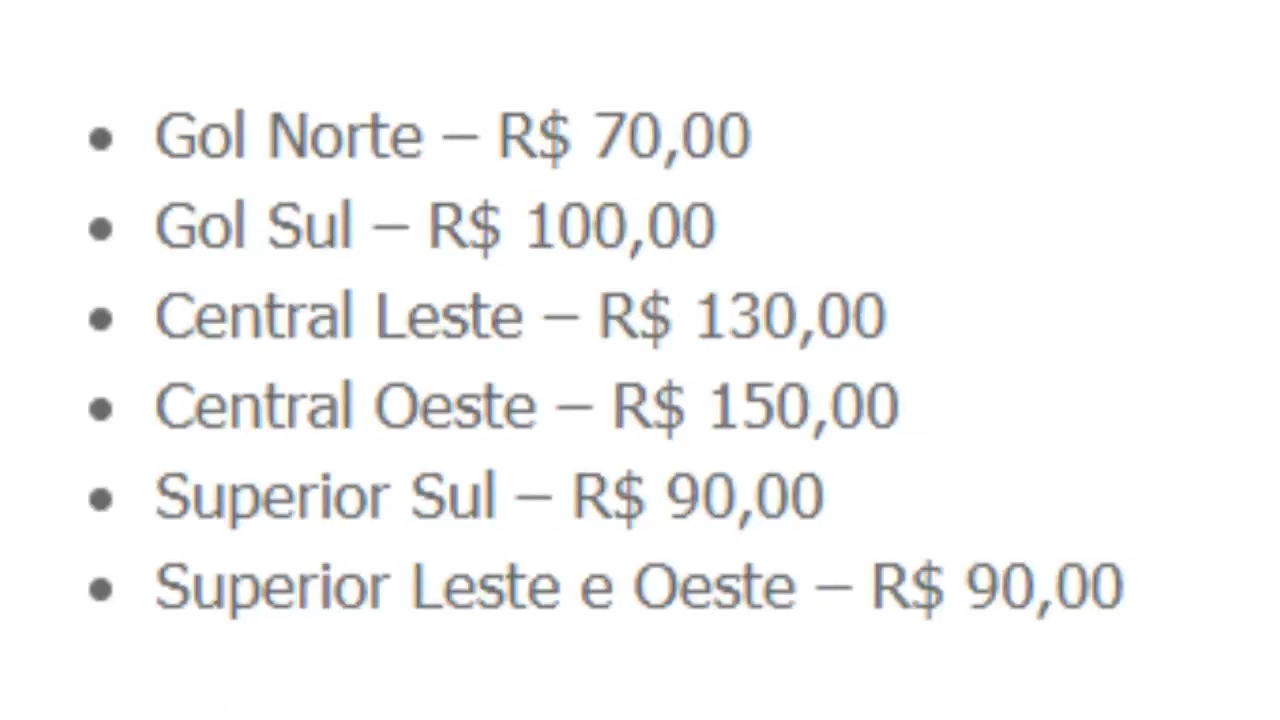 • Gol Norte – R$ 70,00
• Gol Sul – R$ 100,00
• Central Leste – R$ 130,00
• Central Oeste – R$ 150,00
• Superior Sul – R$ 90,00
• Superior Leste e Oeste – R$ 90,00